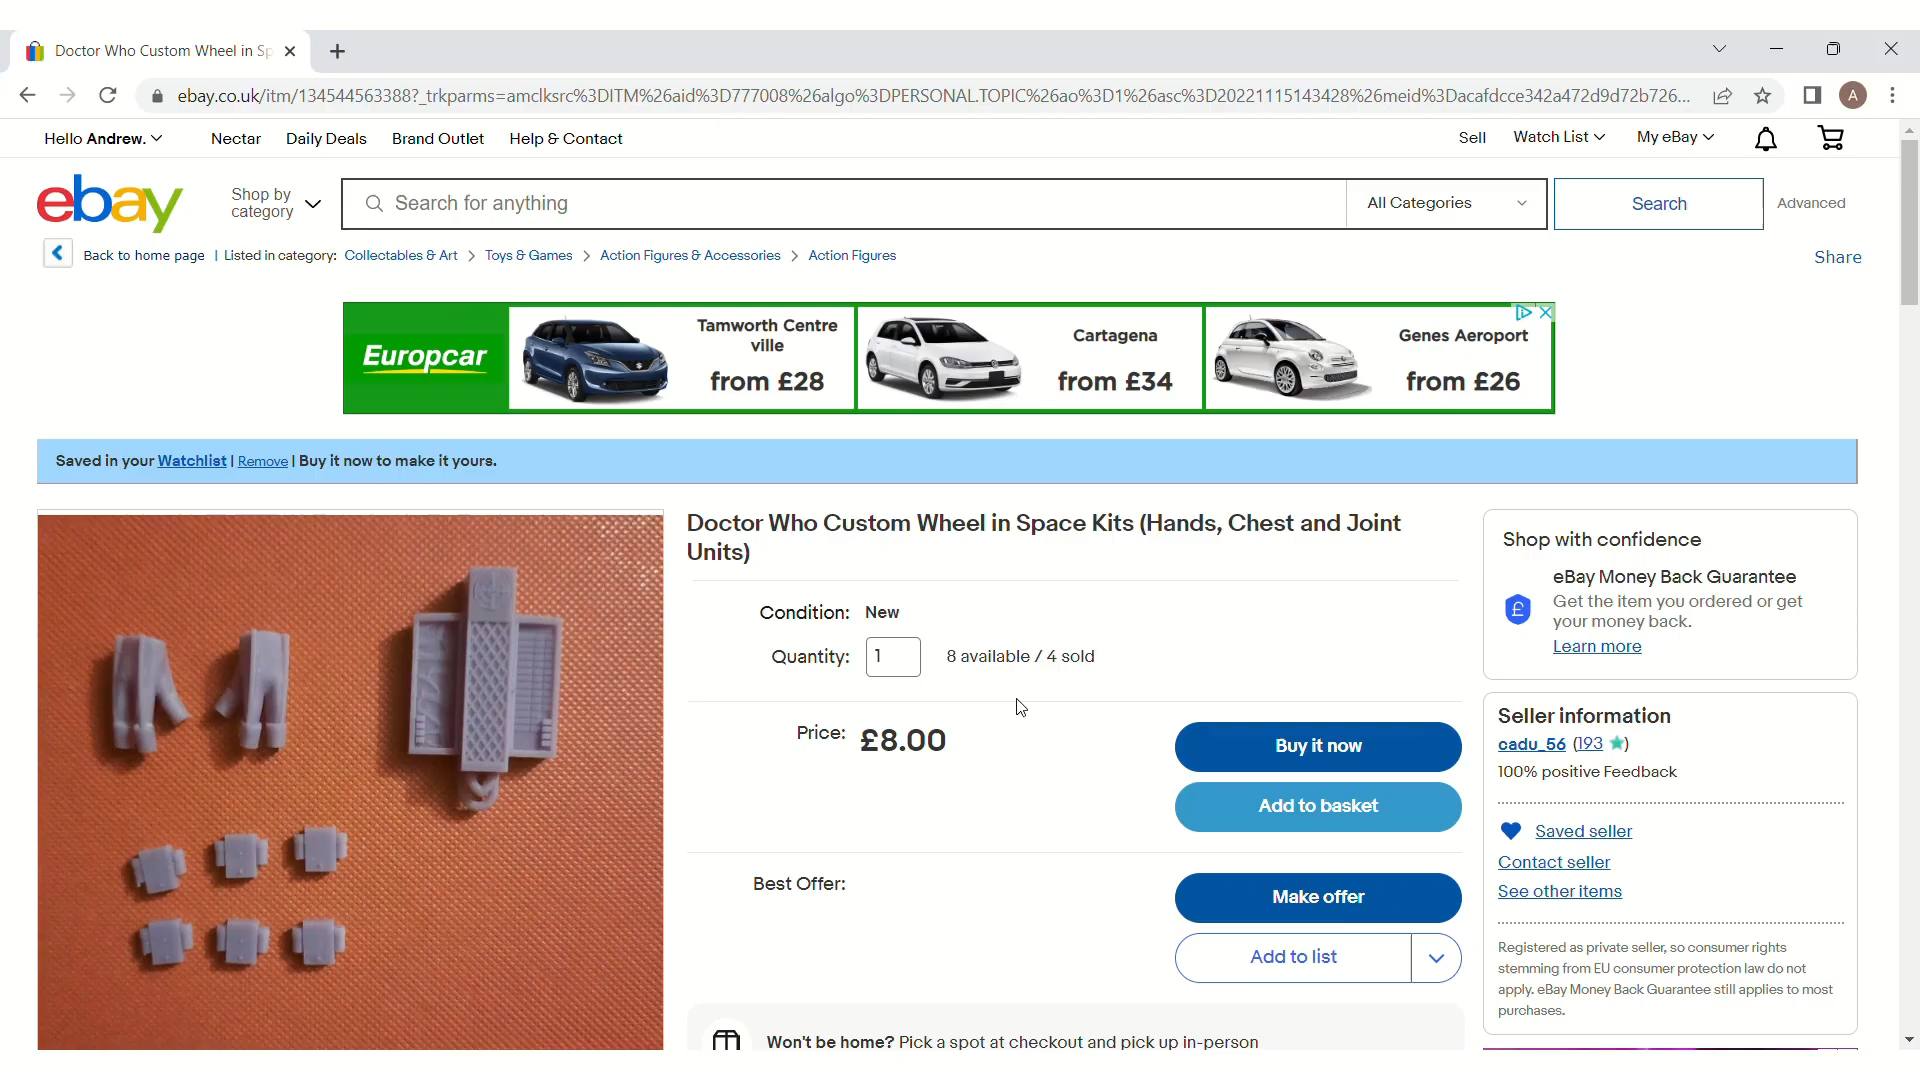 Doctor Who Custom Wheel in Sp
ebay.co.uk/itm/134544563388?_trkparms=amclksrc%3DITM%26aid%3D777008%26algo%3DPERSONAL.TOPIC%26ao%3D1%26asc%3D20221115143428%26meid%3Dacafdcce342a472d9d72b726...
A
Hello Andrew.
Nectar
Daily Deals
Brand Outlet
Help & Contact
Sell
Watch List
My eBay
ebay
Shop by
category
Search for anything
All Categories
Search
Advanced
Back to home page | Listed in category: Collectables & Art > Toys & Games > Action Figures & Accessories > Action Figures
Share
Europcar
Tamworth Centre
ville
from £28
Cartagena
from £34
Genes Aeroport
from £26
Saved in your Watchlist | Remove | Buy it now to make it yours.
Doctor Who Custom Wheel in Space Kits (Hands, Chest and Joint
Units)
Condition: New
Quantity: 1 8 available / 4 sold
Price: £8.00
Buy it now
Add to basket
Best Offer:
Make offer
Add to list
Won't be home? Pick a spot at checkout and pick up in-person
Shop with confidence
eBay Money Back Guarantee
£
Get the item you ordered or get
your money back.
Learn more
Seller information
cadu_56 (193)
100% positive Feedback
Saved seller
Contact seller
See other items
Registered as private seller, so consumer rights
stemming from EU consumer protection law do not
apply. eBay Money Back Guarantee still applies to most
purchases.